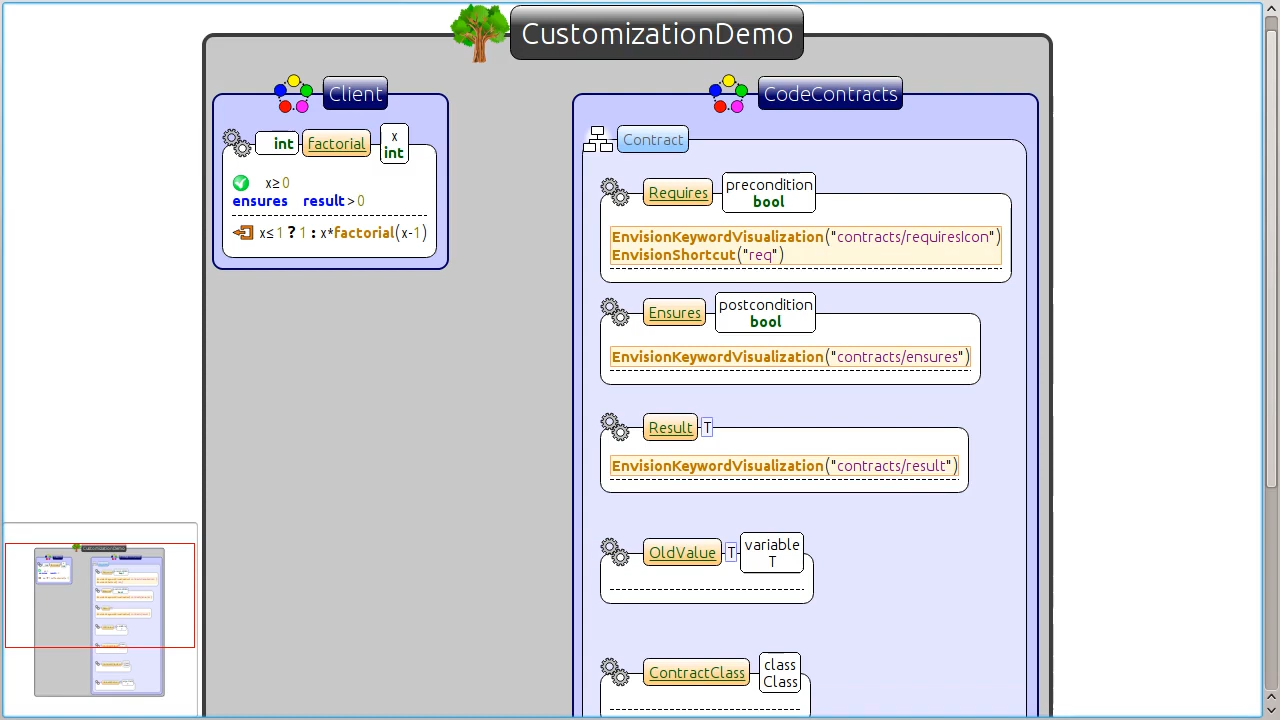 CustomizationDemo
Client
int Factorial x int
x≥0
ensures result>0
x≤1?1:x*factorial(x-1)
CodeContracts
Contract
Requires precondition bool
EnvisionKeywordVisualization("contracts/requiresIcon")
EnvisionShortcut("req")
Ensures postcondition bool
EnvisionKeywordVisualization("contracts/ensures")
Result T
EnvisionKeywordVisualization("contracts/result")
OldValue T variable T
ContractClass class Class